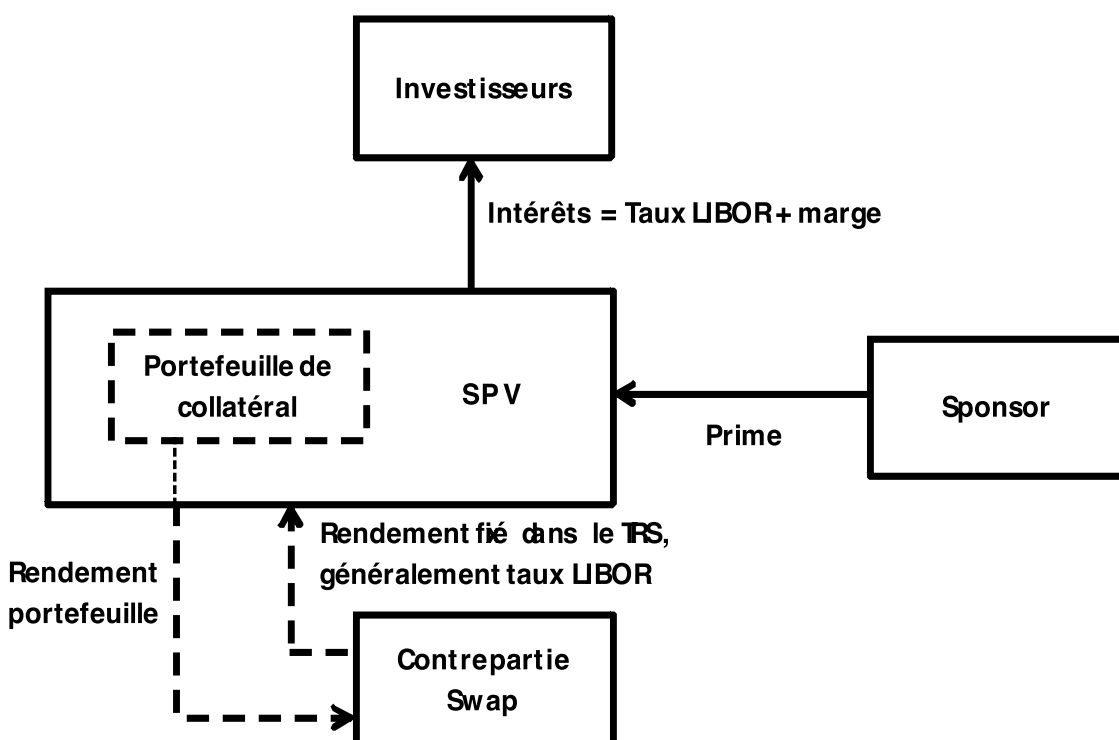 Investisseurs
Intérêts = Taux LIBOR + marge
Portefeuille de
collatéral
SPV
Sponsor
Prime
Rendement fixé dans le TRS,
généralement taux LIBOR
Rendement
portefeuille
Contrepartie
Swap